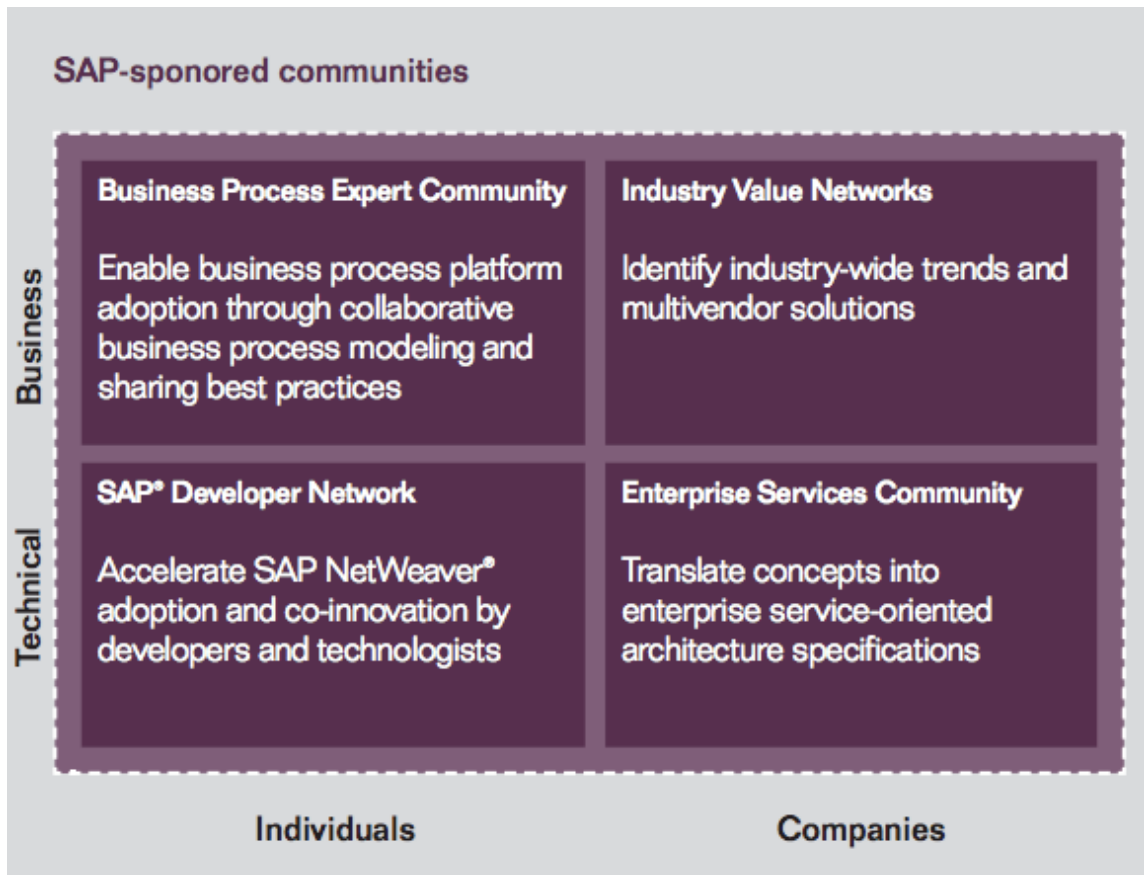 SAP-sponored communities
Business
Business Process Expert Community
Enable business process platform
adoption through collaborative
business process modeling and
sharing best practices
Industry Value Networks
Identify industry-wide trends and
multivendor solutions
Technical
SAP® Developer Network
Accelerate SAP NetWeaver®
adoption and co-innovation by
developers and technologists
Enterprise Services Community
Translate concepts into
enterprise service-oriented
architecture specifications
Individuals
Companies